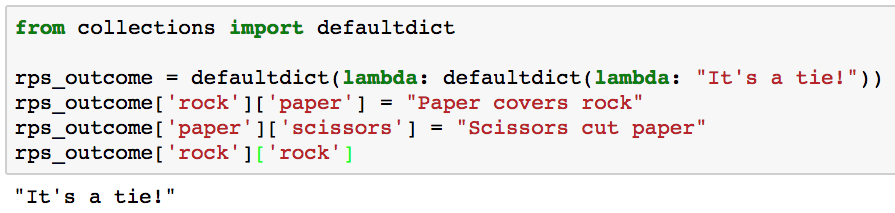 from collections import defaultdict
rps_outcome = defaultdict(lambda: defaultdict(lambda: "It's a tie!"))
rps_outcome['rock']['paper'] = "Paper covers rock"
rps_outcome['paper']['scissors'] = "Scissors cut paper"
rps_outcome['rock']['rock']
"It's a tie!"